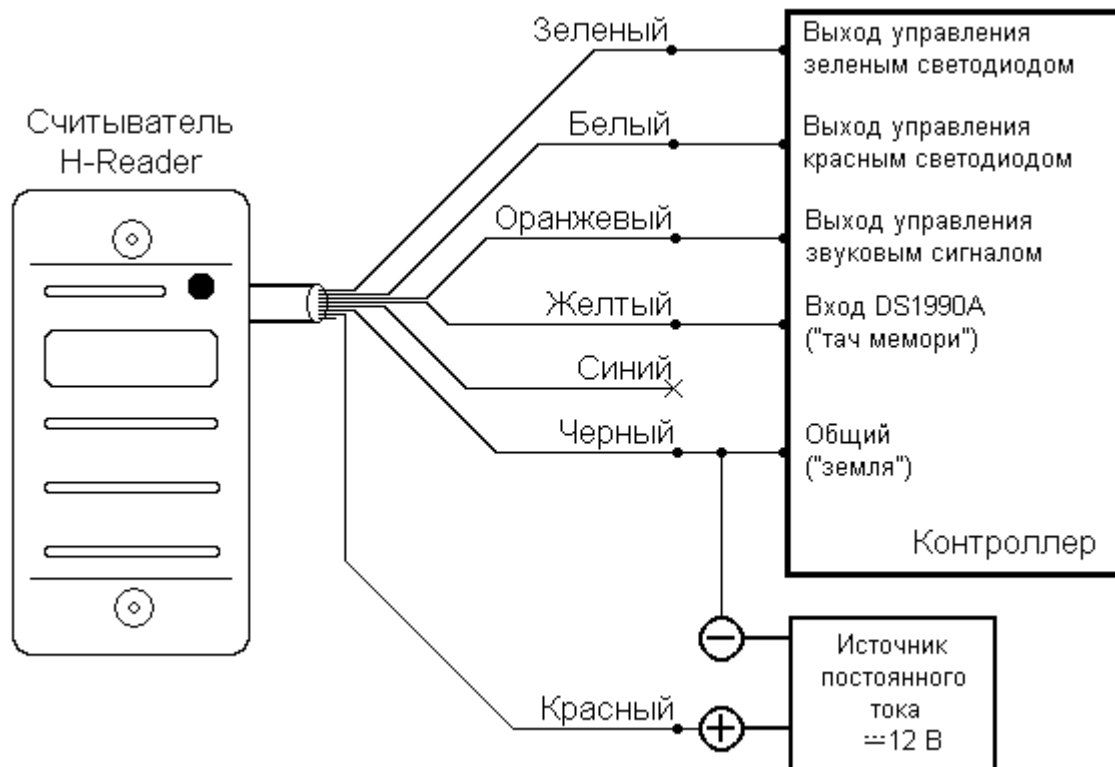 Зеленый
Выход управления
зеленым светодиодом
Считыватель
H-Reader
Белый
Выход управления
красным светодиодом
Оранжевый
Выход управления
звуковым сигналом
Желтый
Вход DS1990A
("тач мемори")
Синий
Черный
Общий
("земля")
Контроллер
Источник
постоянного
тока
⎓12 В
Красный